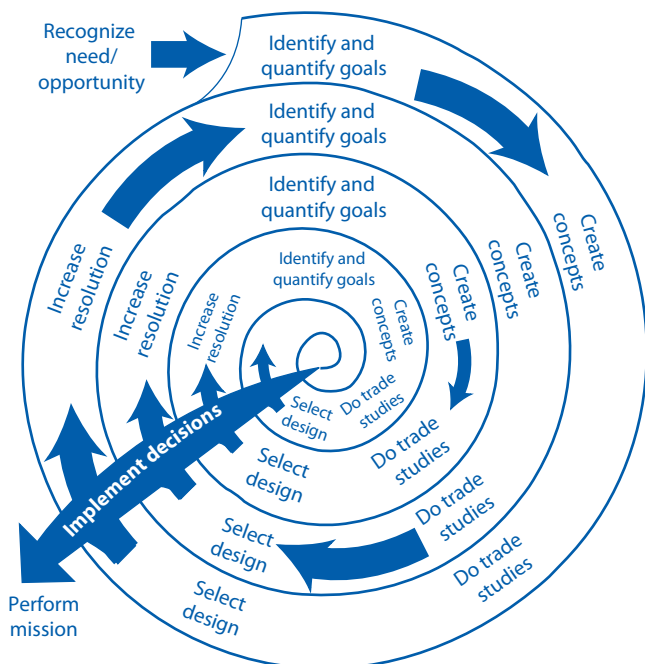 Recognize
need/
opportunity
Identify and
quantify goals
Identify and
quantify goals
Identify and
quantify goals
Identify and
quantify goals
Create
concepts
Create
concepts
Create
concepts
Create
concepts
Do trade
studies
Do trade
studies
Do trade
studies
Do trade
studies
Select
design
Select
design
Select
design
Select
design
Increase
resolution
Increase
resolution
Increase
resolution
Implement decisions
Perform
mission